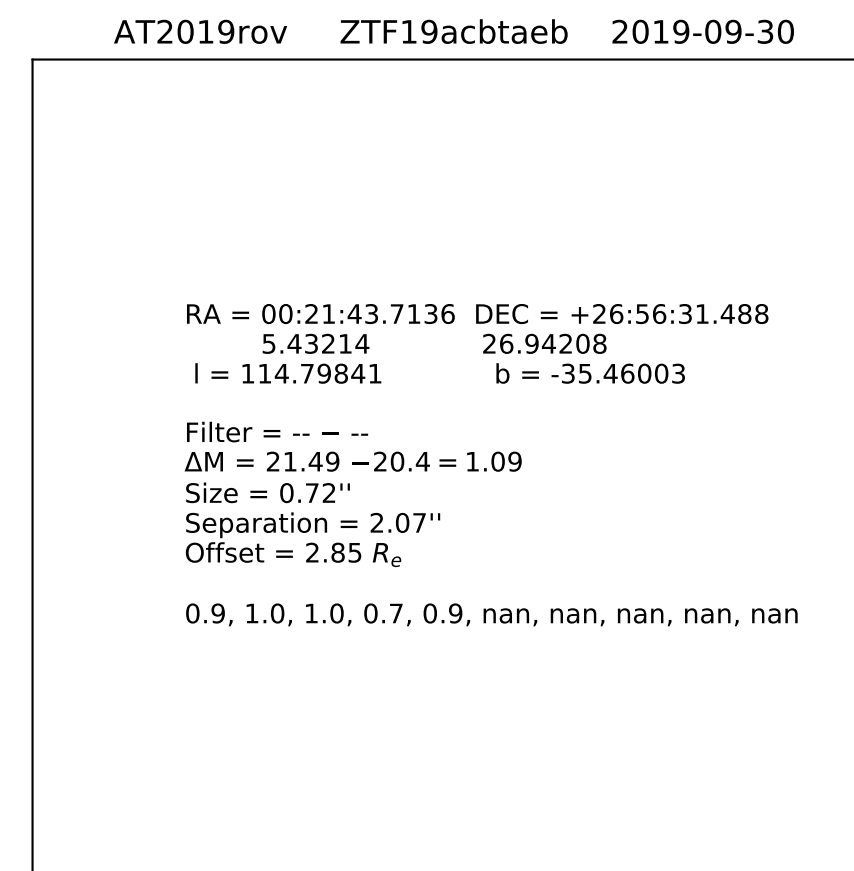 AT2019rov ZTF19acbtaeb 2019-09-30
RA = 00:21:43.7136 DEC = +26:56:31.488
5.43214 26.94208
l = 114.79841 b = -35.46003
Filter = -- − --
ΔM = 21.49 −20.4 = 1.09
Size = 0.72''
Separation = 2.07''
Offset = 2.85 Rₑ
0.9, 1.0, 1.0, 0.7, 0.9, nan, nan, nan, nan, nan